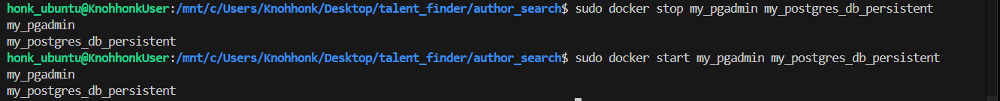 honk_ubuntu@KnohhonkUser:/mnt/c/Users/Knohhonk/Desktop/talent_finder/author_search$ sudo docker stop my_pgadmin my_postgres_db_persistent
my_pgadmin
my_postgres_db_persistent
honk_ubuntu@KnohhonkUser:/mnt/c/Users/Knohhonk/Desktop/talent_finder/author_search$ sudo docker start my_pgadmin my_postgres_db_persistent
my_pgadmin
my_postgres_db_persistent